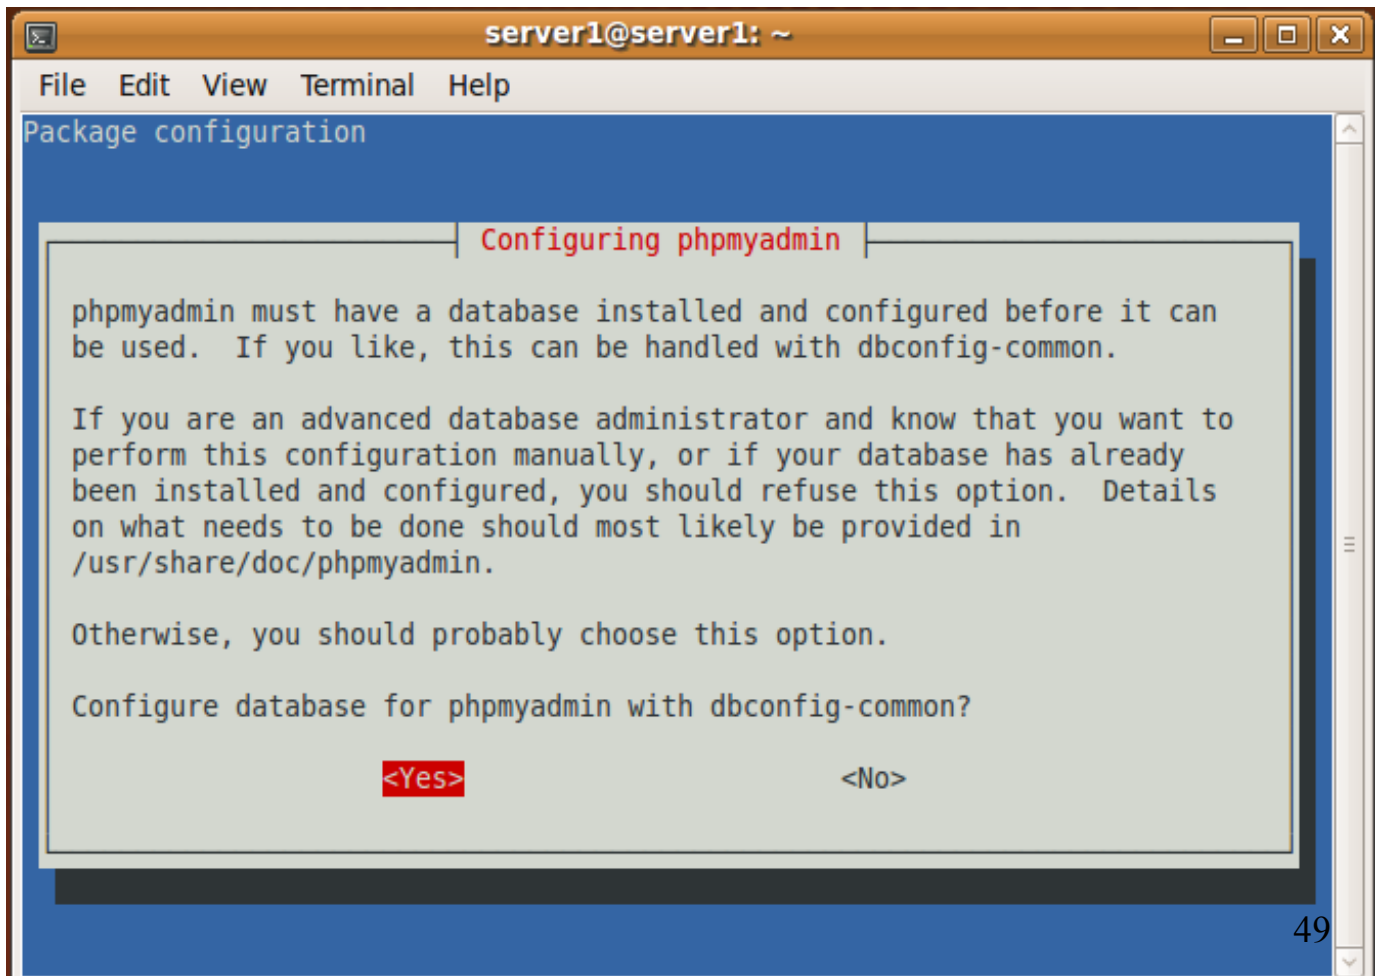 server1@server1: ~
File Edit View Terminal Help
Package configuration
Configuring phpmyadmin
phpmyadmin must have a database installed and configured before it can
be used.  If you like, this can be handled with dbconfig-common.
If you are an advanced database administrator and know that you want to
perform this configuration manually, or if your database has already
been installed and configured, you should refuse this option.  Details
on what needs to be done should most likely be provided in
/usr/share/doc/phpmyadmin.
Otherwise, you should probably choose this option.
Configure database for phpmyadmin with dbconfig-common?
<Yes> <No>
49